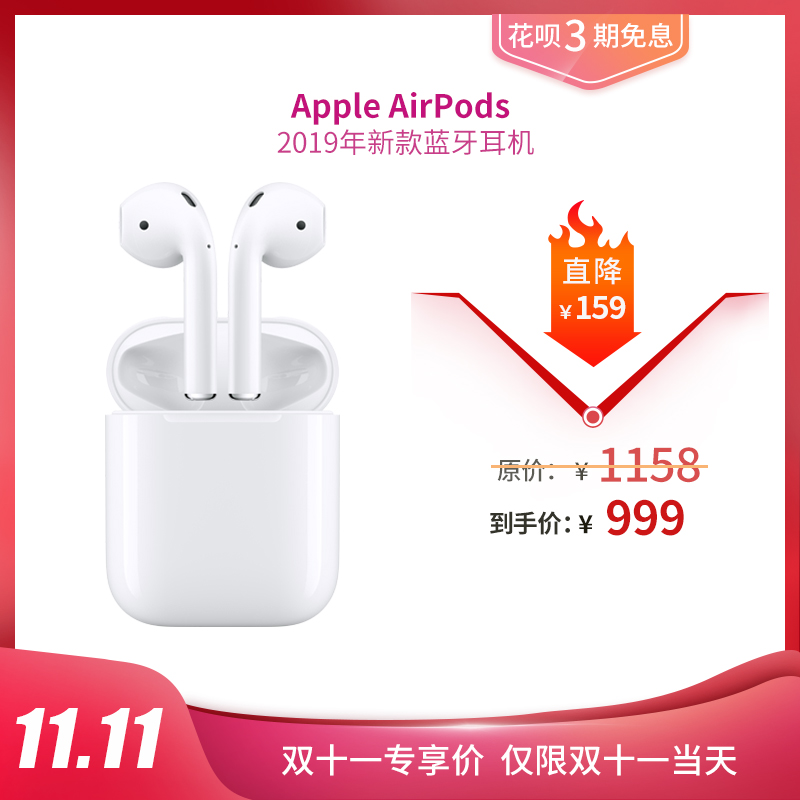 花呗3期免息
Apple AirPods
2019年新款蓝牙耳机
直降
¥159
原价：¥1158
到手价：¥999
11.11
双十一专享价 仅限双十一当天